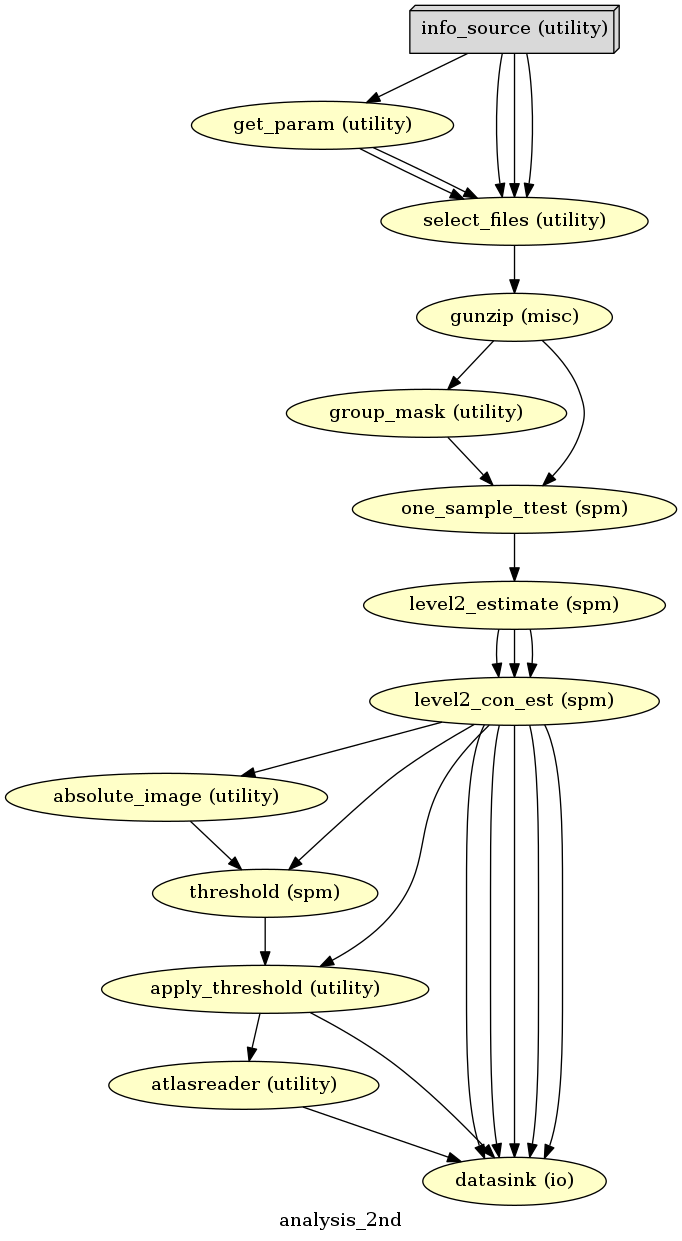 info_source (utility)
get_param (utility)
select_files (utility)
gunzip (misc)
group_mask (utility)
one_sample_ttest (spm)
level2_estimate (spm)
level2_con_est (spm)
absolute_image (utility)
threshold (spm)
apply_threshold (utility)
atlasreader (utility)
datasink (io)
analysis_2nd